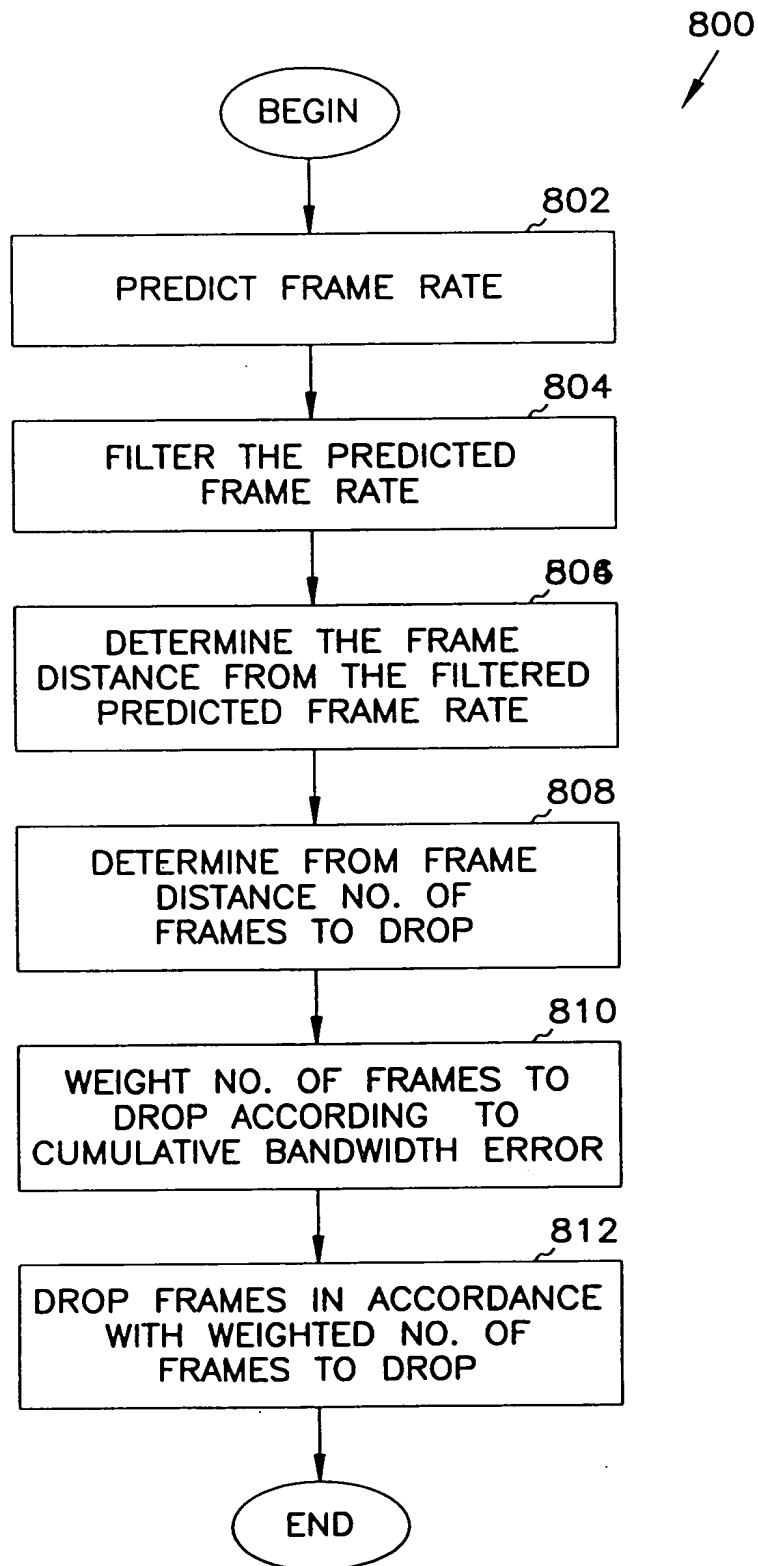 800
BEGIN
802
PREDICT FRAME RATE
804
FILTER THE PREDICTED
FRAME RATE
DETERMINE THE FRAME
DISTANCE FROM THE FILTERED
PREDICTED FRAME RATE
808
DETERMINE FROM FRAME
DISTANCE NO. OF
FRAMES TO DROP
810
WEIGHT NO. OF FRAMES TO
DROP ACCORDING TO
CUMULATIVE BANDWIDTH ERROR
812
DROP FRAMES IN ACCORDANCE
WITH WEIGHTED NO. OF
FRAMES TO DROP
END